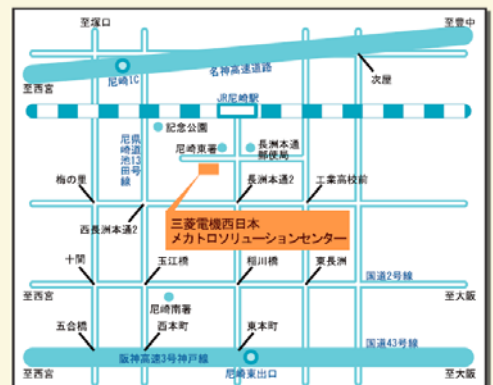 至塚口
至豊中
名神高速道路
尼崎IC
次屋
至西宮
JR尼崎駅
記念公園
県道13号
尼崎池田線
尼崎東署
長洲本通
郵便局
梅の里
長洲本通2
工業高校前
西長洲本通2
三菱電機西日本
メカトロソリューションセンター
十間
玉江橋
稲川橋
東長洲
国道2号線
至西宮
尼崎南署
至大阪
五合橋
西本町
東本町
国道43号線
阪神高速3号神戸線
至西宮
尼崎東出口
至大阪